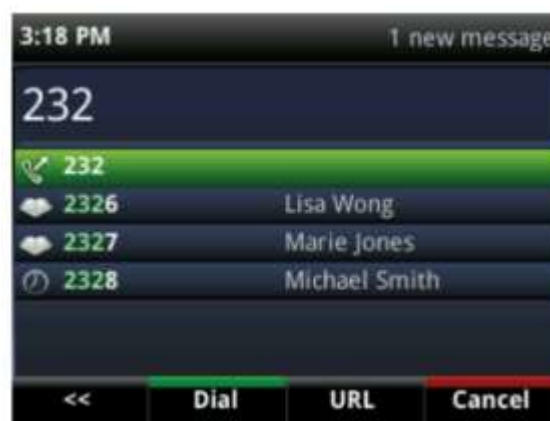 3:18 PM 1 new message
232
232
2326 Lisa Wong
2327 Marie Jones
2328 Michael Smith
<< Dial URL Cancel